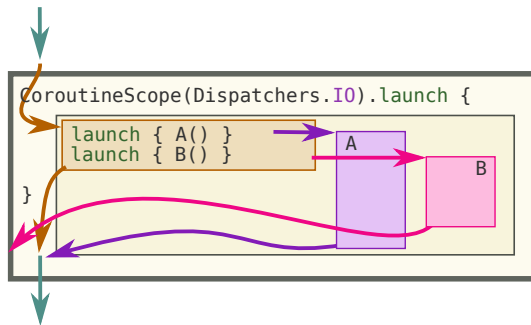 CoroutineScope(Dispatchers.IO).launch {
launch { A() }
launch { B() }
A
B
}